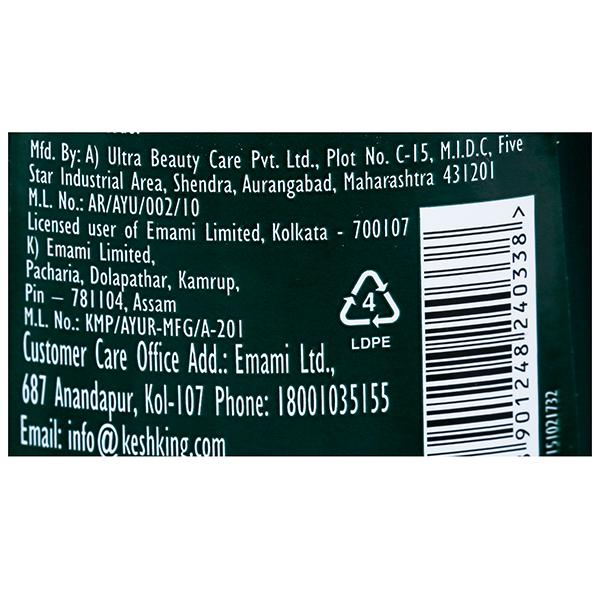 Mfd. By: A) Ultra Beauty Care Pvt. Ltd., Plot No. C-15, M.I.D.C, Five
Star Industrial Area, Shendra, Aurangabad, Maharashtra 431201
M.L. No.: AR/AYU/002/10
Licensed user of Emami Limited, Kolkata - 700107
K) Emami Limited,
Pacharia, Dolapathar, Kamrup,
Pin – 781104, Assam
M.L. No.: KMP/AYUR-MFG/A-201
4
LDPE
Customer Care Office Add.: Emami Ltd.,
687 Anandapur, Kol-107 Phone: 18001035155
Email: info@keshking.com
901248 240338 >
151021732